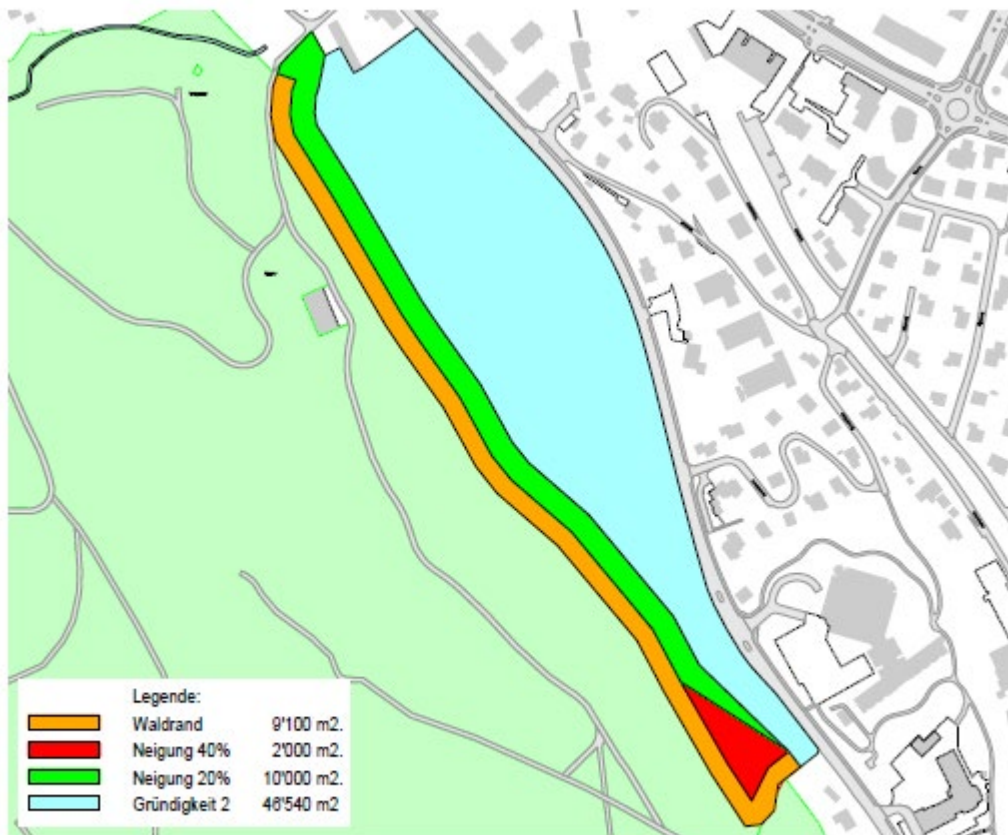 Legende:
Waldrand 9'100 m2.
Neigung 40% 2'000 m2.
Neigung 20% 10'000 m2.
Gründigkeit 2 46'540 m2